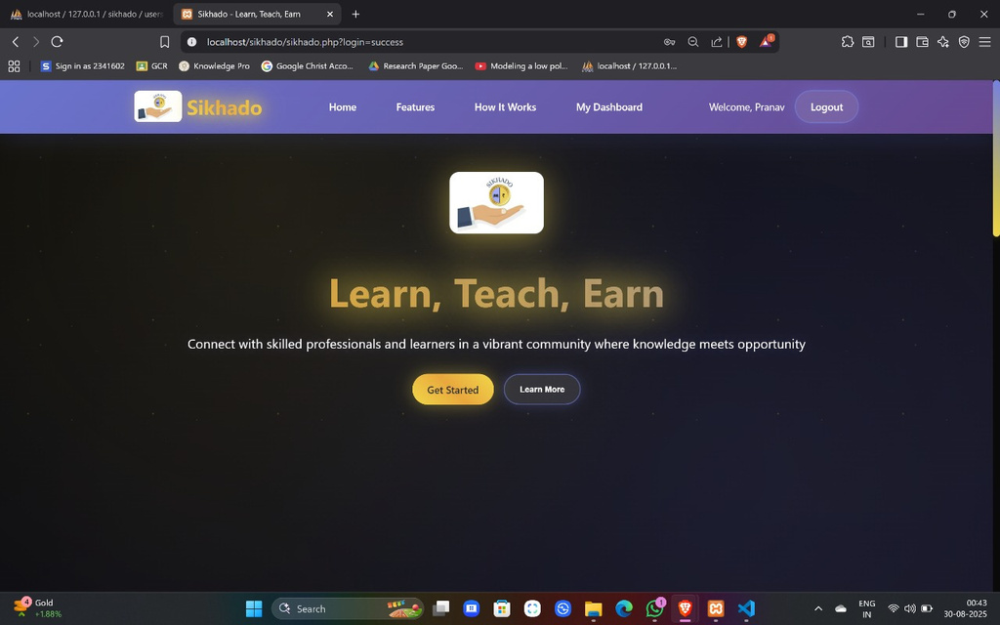 localhost / 127.0.0.1 / sikhado / users
Sikhado - Learn, Teach, Earn
localhost/sikhado/sikhado.php?login=success
1
Sign in as 2341602
GCR
Knowledge Pro
Google Christ Acco...
Research Paper Goo...
Modeling a low pol...
localhost / 127.0.0.1...
Sikhado
Home
Features
How It Works
My Dashboard
Welcome, Pranav
Logout
SIKHADO
Learn, Teach, Earn
Connect with skilled professionals and learners in a vibrant community where knowledge meets opportunity
Get Started
Learn More
4
Gold
+1.88%
Search
1
ENG
IN
00:43
30-08-2025